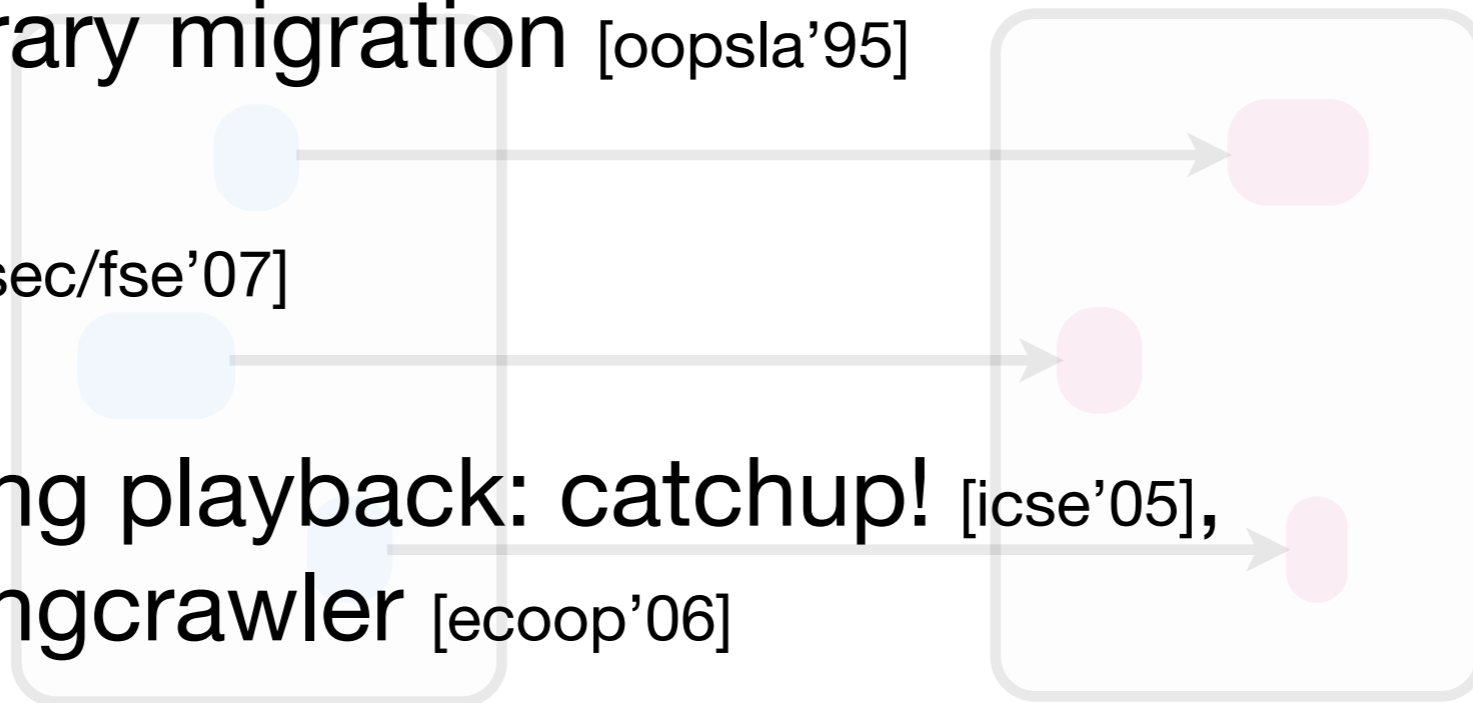 rary migration [oopsla’95]
sec/fse’07]
ng playback: catchup! [icse’05],
ngcrawler [ecoop’06]